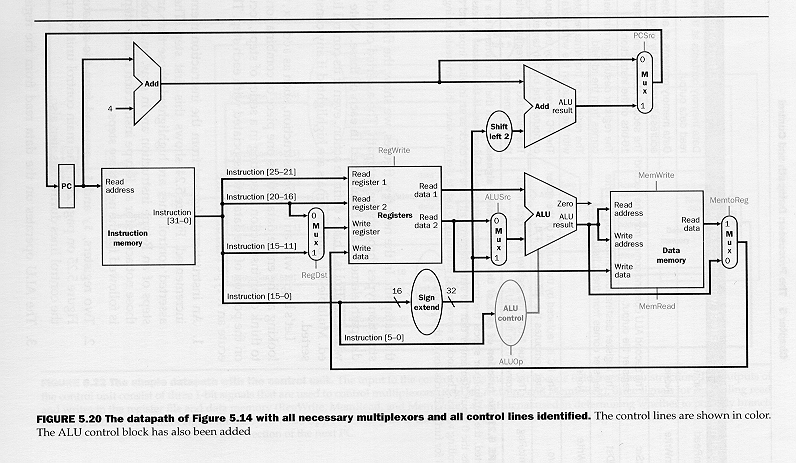 PCSrc
0
M
u
x
1
Add
4
Add
ALU
result
Shift
left 2
RegWrite
PC
Read
address
Instruction
[31–0]
Instruction
memory
Instruction [25–21]
Instruction [20–16]
Instruction [15–11]
Instruction [15–0]
Instruction [5–0]
0
M
u
x
1
RegDst
Read
register 1
Read
register 2
Write
register
Write
data
Registers
Read
data 1
Read
data 2
ALUSrc
0
M
u
x
1
ALU
Zero
ALU
result
MemWrite
Read
address
Write
address
Write
data
Read
data
Data
memory
MemRead
MemtoReg
1
M
u
x
0
16
Sign
extend
32
ALU
control
ALUOp
FIGURE 5.20 The datapath of Figure 5.14 with all necessary multiplexors and all control lines identified. The control lines are shown in color.
The ALU control block has also been added